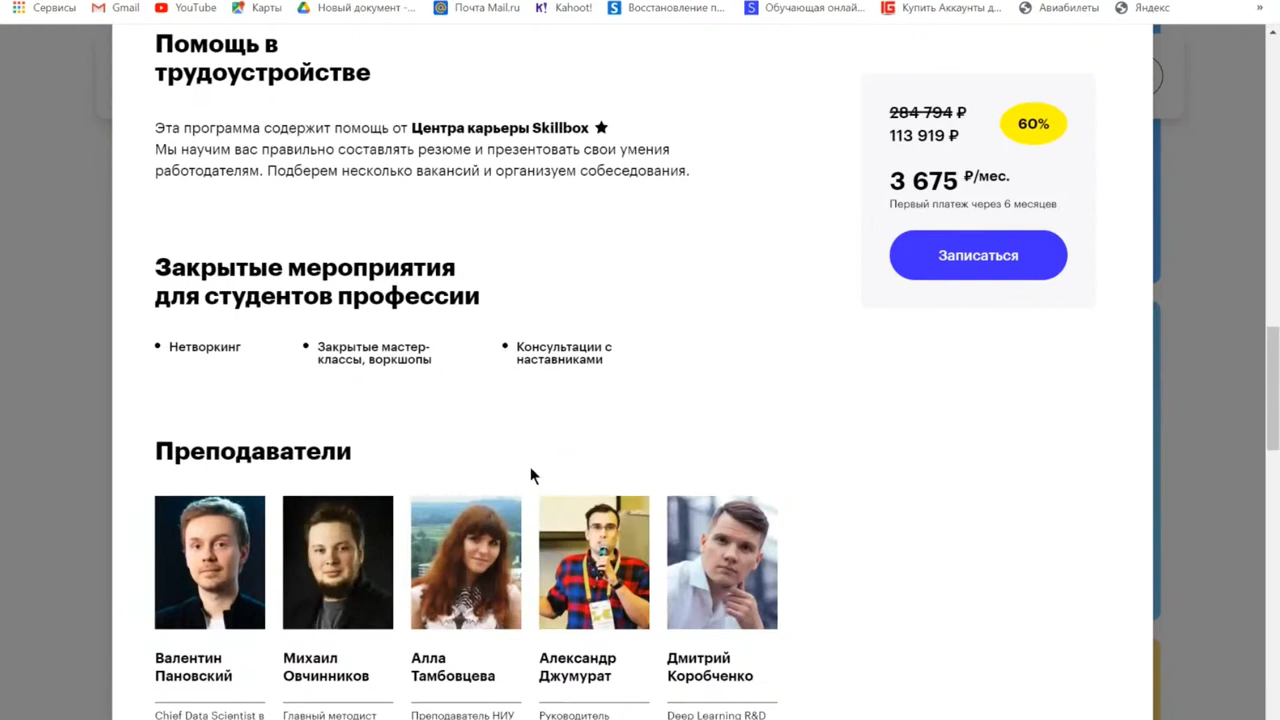 Сервисы Gmail YouTube Карты Новый документ -... Почта Mail.ru Kahoot! Восстановление п... Обучающая онлай... Купить Аккаунты д... Авиабилеты Яндекс »
Помощь в
трудоустройстве
Эта программа содержит помощь от Центра карьеры Skillbox ★
Мы научим вас правильно составлять резюме и презентовать свои умения
работодателям. Подберем несколько вакансий и организуем собеседования.
284 794 ₽
113 919 ₽
60%
3 675 ₽/мес.
Первый платеж через 6 месяцев
Записаться
Закрытые мероприятия
для студентов профессии
• Нетворкинг
• Закрытые мастер-
классы, воркшопы
• Консультации с
наставниками
Преподаватели
Валентин
Пановский
Chief Data Scientist в
Михаил
Овчинников
Главный методист
Алла
Тамбовцева
Преподаватель НИУ
Александр
Джумурат
Руководитель
Дмитрий
Коробченко
Deep Learning R&D